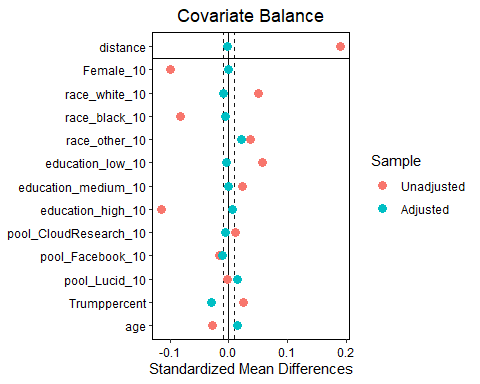 Covariate Balance
distance
Female_10
race_white_10
race_black_10
race_other_10
education_low_10
education_medium_10
education_high_10
pool_CloudResearch_10
pool_Facebook_10
pool_Lucid_10
Trumppercent
age
-0.1 0.0 0.1 0.2
Standardized Mean Differences
Sample
Unadjusted
Adjusted